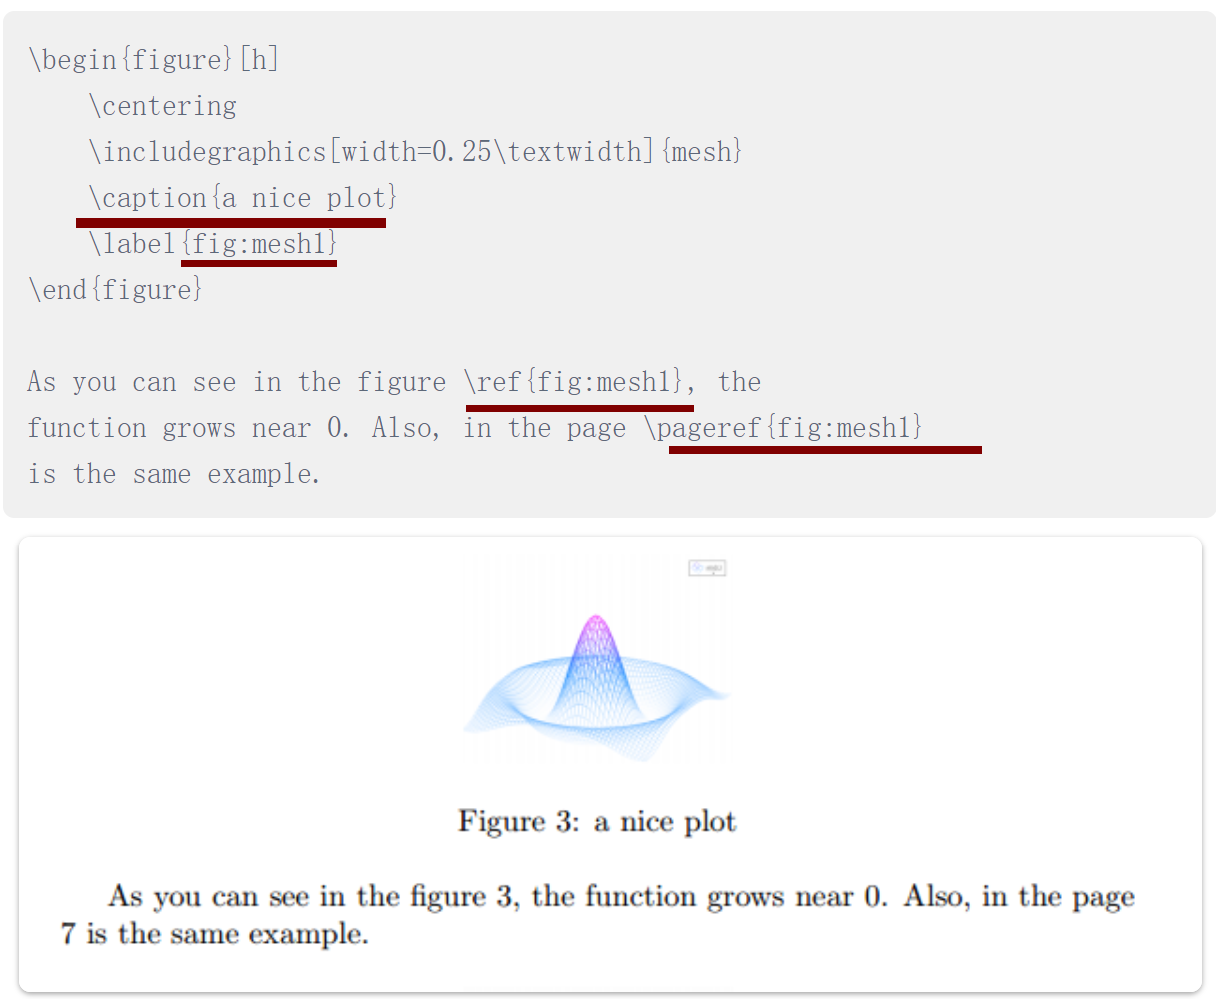 \begin{figure}[h]
\centering
\includegraphics[width=0.25\textwidth]{mesh}
\caption{a nice plot}
\label{fig:mesh1}
\end{figure}
As you can see in the figure \ref{fig:mesh1}, the
function grows near 0. Also, in the page \pageref{fig:mesh1}
is the same example.
Figure 3: a nice plot
As you can see in the figure 3, the function grows near 0. Also, in the page
7 is the same example.